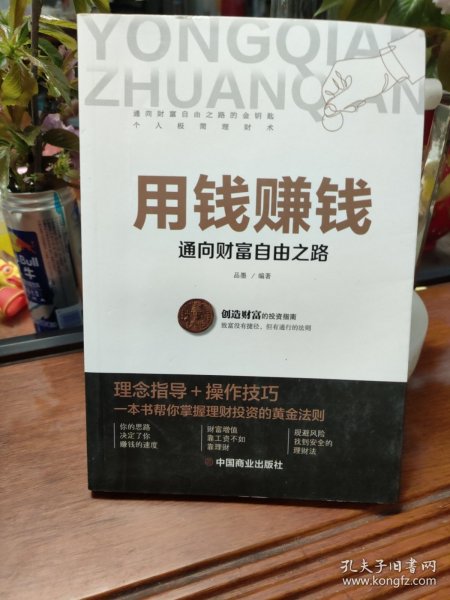 YONGQIAN
ZHUANQIAN
通向财富自由之路的金钥匙
个人极简理财术
用钱赚钱
通向财富自由之路
品墨 / 编著
创造财富的投资指南
致富没有捷径，但有通行的法则
理念指导 + 操作技巧
一本书帮你掌握理财投资的黄金法则
你的思路
决定了你
赚钱的速度
财富增值
靠工资不如
靠理财
规避风险
找到安全的
理财法
中国商业出版社
Bull
牛
孔夫子旧书网
www.kongfz.com